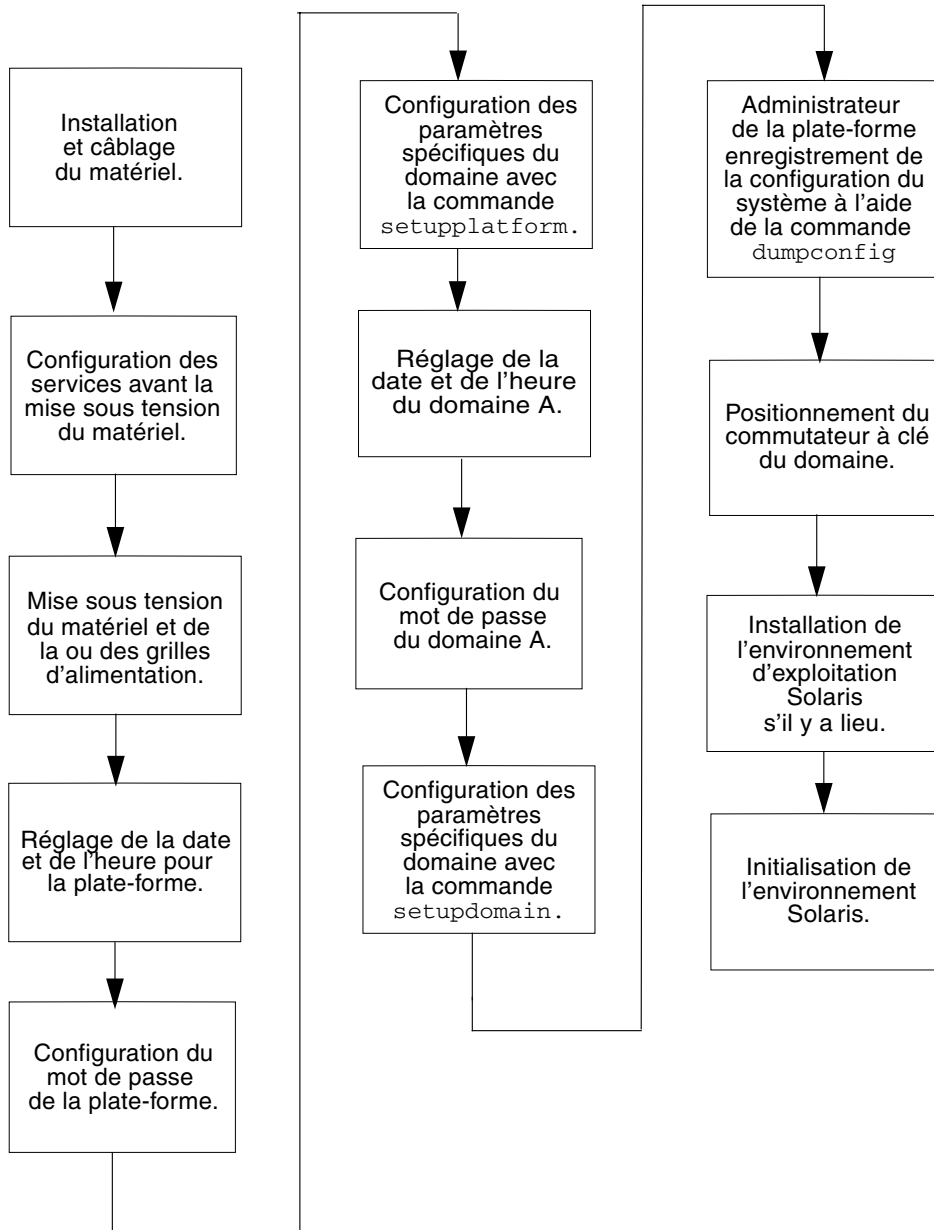 Installation
et câblage
du matériel.
Configuration des
services avant la
mise sous tension
du matériel.
Mise sous tension
du matériel et de
la ou des grilles
d'alimentation.
Réglage de la date
et de l'heure pour
la plate-forme.
Configuration du
mot de passe
de la plate-forme.
Configuration des
paramètres
spécifiques du
domaine avec
la commande
setupplatform.
Réglage de la
date et de l'heure
du domaine A.
Configuration du
mot de passe
du domaine A.
Configuration des
paramètres
spécifiques du
domaine avec
la commande
setupdomain.
Administrateur
de la plate-forme
enregistrement de
la configuration du
système à l'aide
de la commande
dumpconfig
Positionnement du
commutateur à clé
du domaine.
Installation de
l'environnement
d'exploitation
Solaris
s'il y a lieu.
Initialisation de
l'environnement
Solaris.